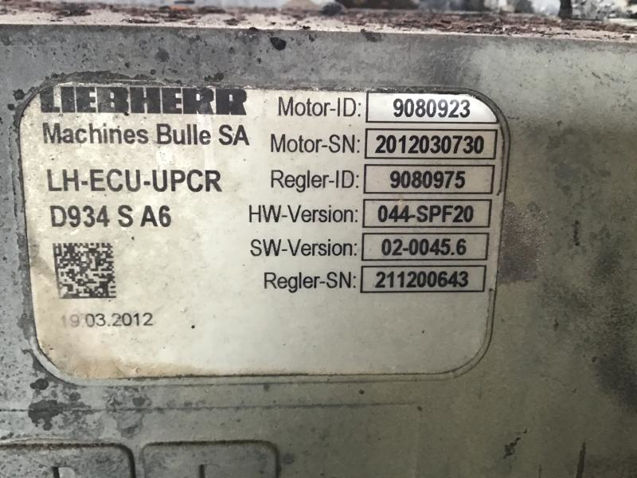 LIEBHERR
Machines Bulle SA
LH-ECU-UPCR
D934 S A6
19.03.2012
Motor-ID: 9080923
Motor-SN: 2012030730
Regler-ID: 9080975
HW-Version: 044-SPF20
SW-Version: 02-0045.6
Regler-SN: 211200643